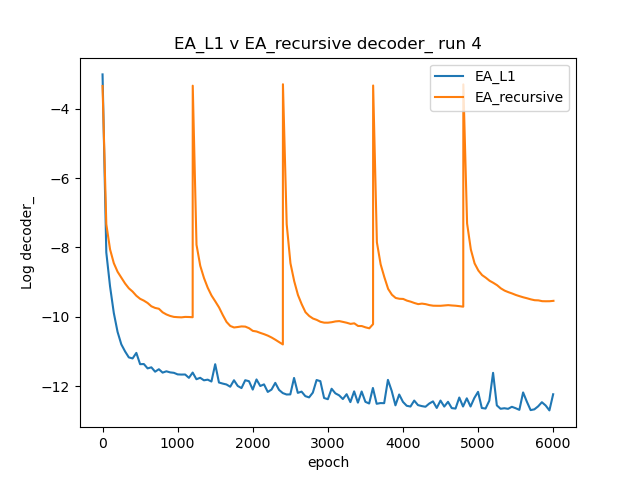 EA_L1 v EA_recursive decoder_ run 4
EA_L1
EA_recursive
Log decoder_
−4
−6
−8
−10
−12
0
1000
2000
3000
4000
5000
6000
epoch